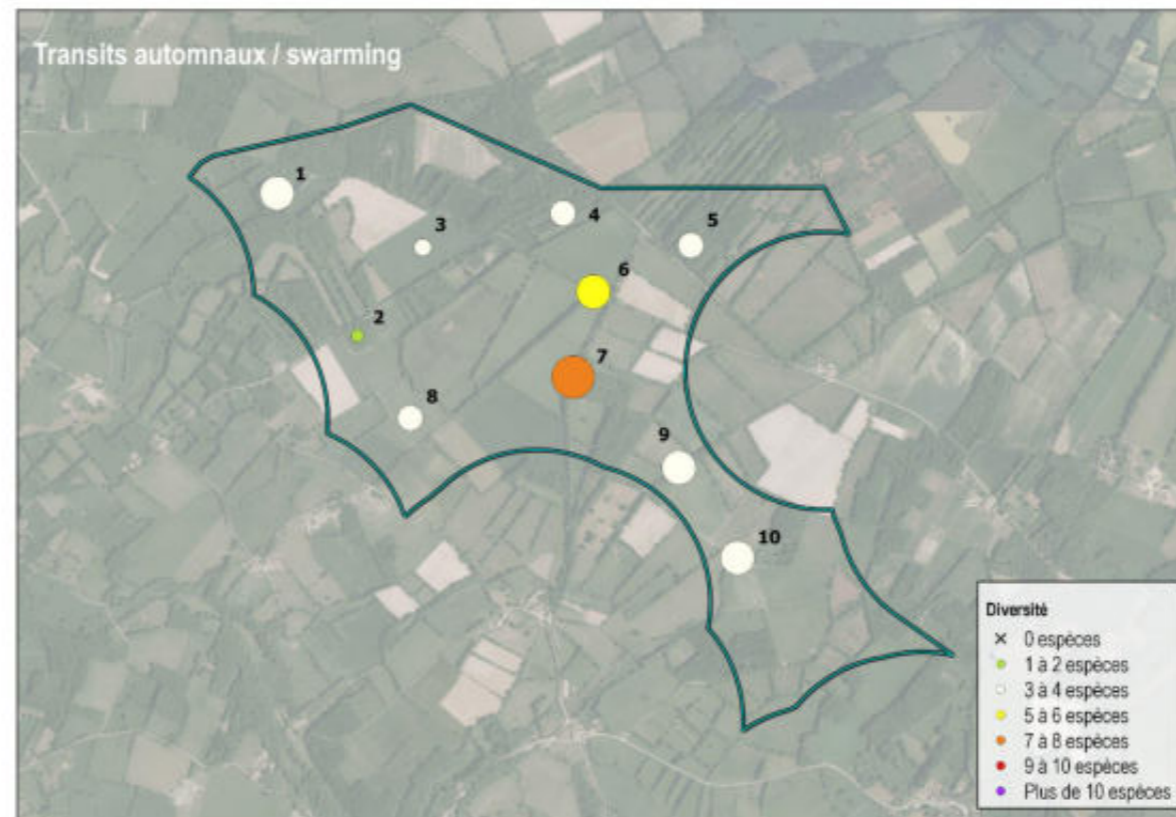 Transits automnaux / swarming
1
4
3
5
6
2
7
8
9
10
Diversité
0 espèces
1 à 2 espèces
3 à 4 espèces
5 à 6 espèces
7 à 8 espèces
9 à 10 espèces
Plus de 10 espèces